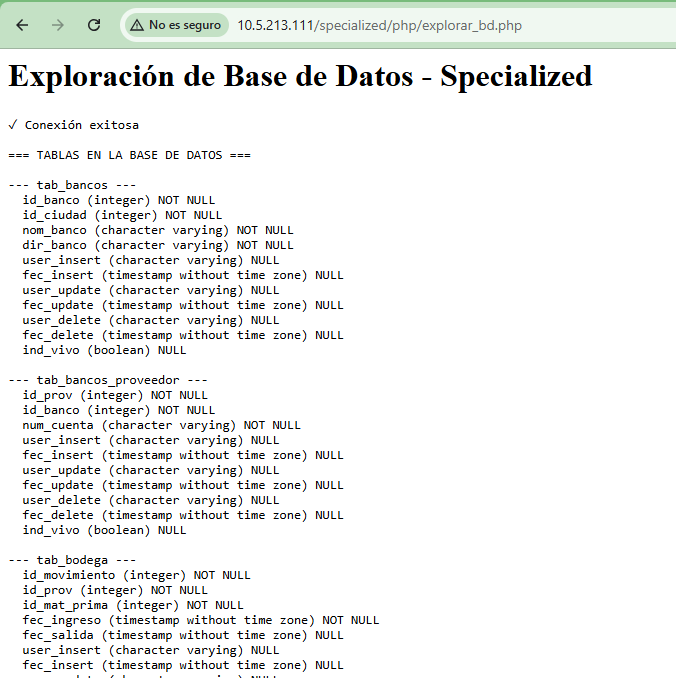 No es seguro 10.5.213.111/specialized/php/explorar_bd.php
Exploración de Base de Datos - Specialized
✓ Conexión exitosa
=== TABLAS EN LA BASE DE DATOS ===
--- tab_bancos ---
id_banco (integer) NOT NULL
id_ciudad (integer) NOT NULL
nom_banco (character varying) NOT NULL
dir_banco (character varying) NOT NULL
user_insert (character varying) NULL
fec_insert (timestamp without time zone) NULL
user_update (character varying) NULL
fec_update (timestamp without time zone) NULL
user_delete (character varying) NULL
fec_delete (timestamp without time zone) NULL
ind_vivo (boolean) NULL
--- tab_bancos_proveedor ---
id_prov (integer) NOT NULL
id_banco (integer) NOT NULL
num_cuenta (character varying) NOT NULL
user_insert (character varying) NULL
fec_insert (timestamp without time zone) NULL
user_update (character varying) NULL
fec_update (timestamp without time zone) NULL
user_delete (character varying) NULL
fec_delete (timestamp without time zone) NULL
ind_vivo (boolean) NULL
--- tab_bodega ---
id_movimiento (integer) NOT NULL
id_prov (integer) NOT NULL
id_mat_prima (integer) NOT NULL
fec_ingreso (timestamp without time zone) NOT NULL
fec_salida (timestamp without time zone) NULL
user_insert (character varying) NULL
fec_insert (timestamp without time zone) NULL